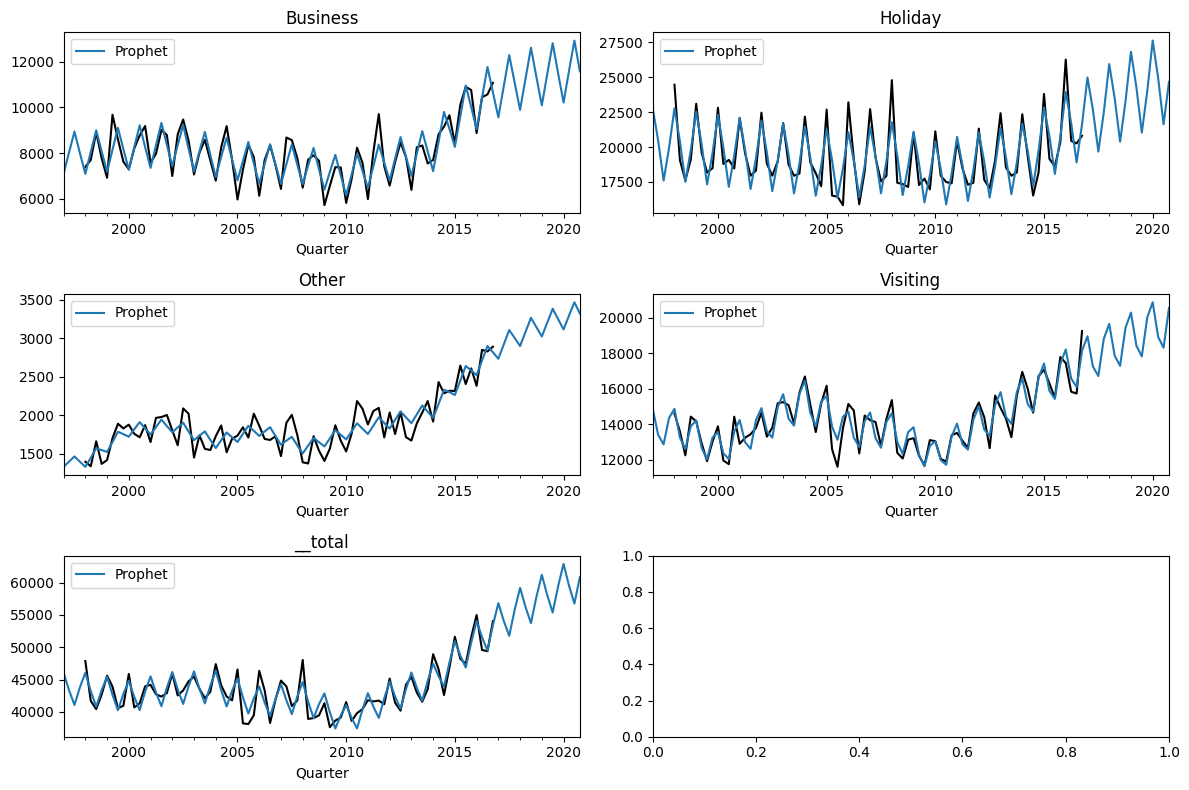 Business
Prophet
12000
10000
8000
6000
2000 2005 2010 2015 2020
Quarter
Holiday
Prophet
27500
25000
22500
20000
17500
2000 2005 2010 2015 2020
Quarter
Other
Prophet
3500
3000
2500
2000
1500
2000 2005 2010 2015 2020
Quarter
Visiting
Prophet
20000
18000
16000
14000
12000
2000 2005 2010 2015 2020
Quarter
__total
Prophet
60000
55000
50000
45000
40000
2000 2005 2010 2015 2020
Quarter
1.0
0.8
0.6
0.4
0.2
0.0
0.0 0.2 0.4 0.6 0.8 1.0